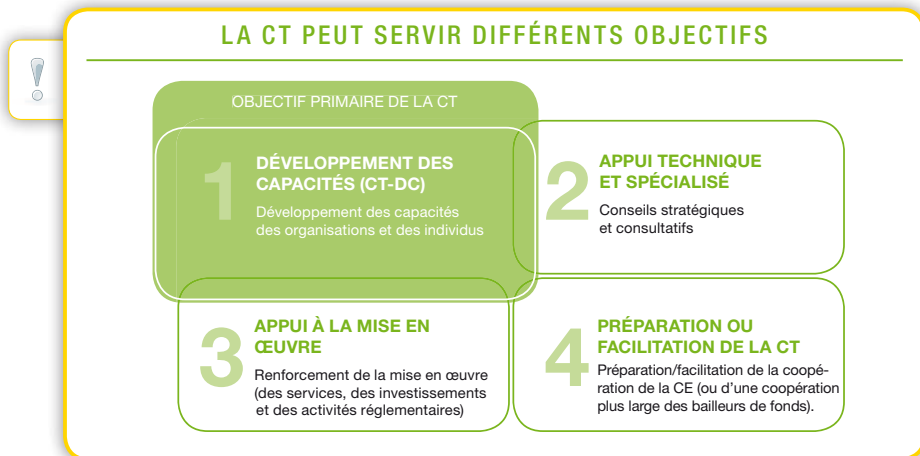 LA CT PEUT SERVIR DIFFÉRENTS OBJECTIFS
!
OBJECTIF PRIMAIRE DE LA CT
1
DÉVELOPPEMENT DES
CAPACITÉS (CT-DC)
Développement des capacités
des organisations et des individus
2
APPUI TECHNIQUE
ET SPÉCIALISÉ
Conseils stratégiques
et consultatifs
3
APPUI À LA MISE EN
ŒUVRE
Renforcement de la mise en œuvre
(des services, des investissements
et des activités réglementaires)
4
PRÉPARATION OU
FACILITATION DE LA CT
Préparation/facilitation de la coopé-
ration de la CE (ou d’une coopération
plus large des bailleurs de fonds).